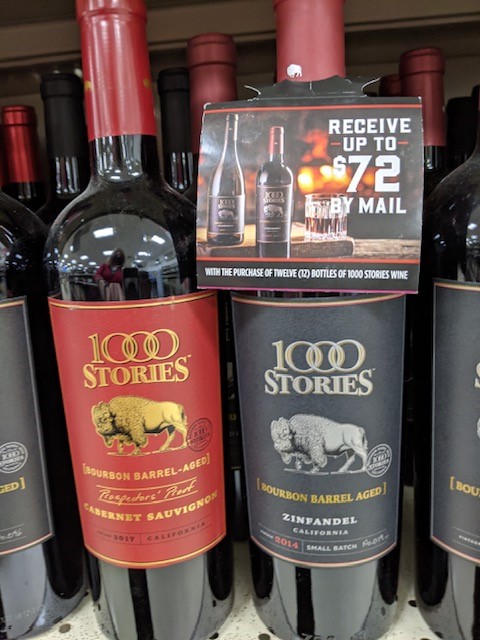 RECEIVE
UP TO
$72
BY MAIL
WITH THE PURCHASE OF TWELVE (12) BOTTLES OF 1000 STORIES WINE
1000
STORIES
[BOURBON BARREL-AGED]
Prospectors' Proof
CABERNET SAUVIGNON
2017 CALIFORNIA
1000
STORIES
[BOURBON BARREL AGED]
ZINFANDEL
CALIFORNIA
2014 SMALL BATCH
GED]
[BOU